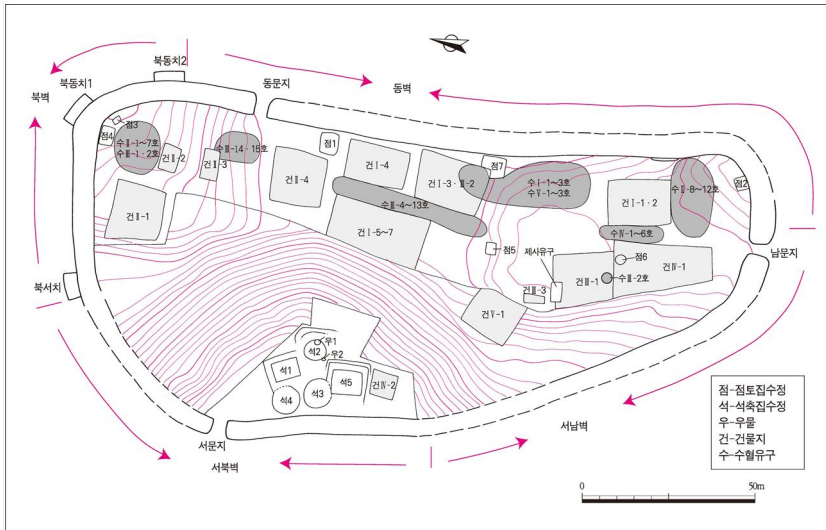 북동치2
북동치1
북벽
동문지
동벽
점3
점4
수Ⅱ-1~7호
수Ⅲ-1·2호
건Ⅱ-2
수Ⅲ-14·15호
건Ⅱ-3
점1
건Ⅰ-4
건Ⅱ-4
건Ⅰ-3·Ⅲ-2
점7
수Ⅰ-1~3호
수Ⅴ-1~3호
수Ⅱ-8~12호
점2
건Ⅱ-1
수Ⅲ-4~13호
건Ⅰ-5~7
건Ⅰ-1·2
수Ⅳ-1~6호
점5
제사유구
점6
남문지
건Ⅲ-1
수Ⅲ-2호
건Ⅳ-1
건Ⅲ-3
북서치
건Ⅴ-1
우1
석2
우2
석1
석5
건Ⅳ-2
석4
석3
서문지
서북벽
서남벽
점-점토집수정
석-석축집수정
우-우물
건-건물지
수-수혈유구
0
50m